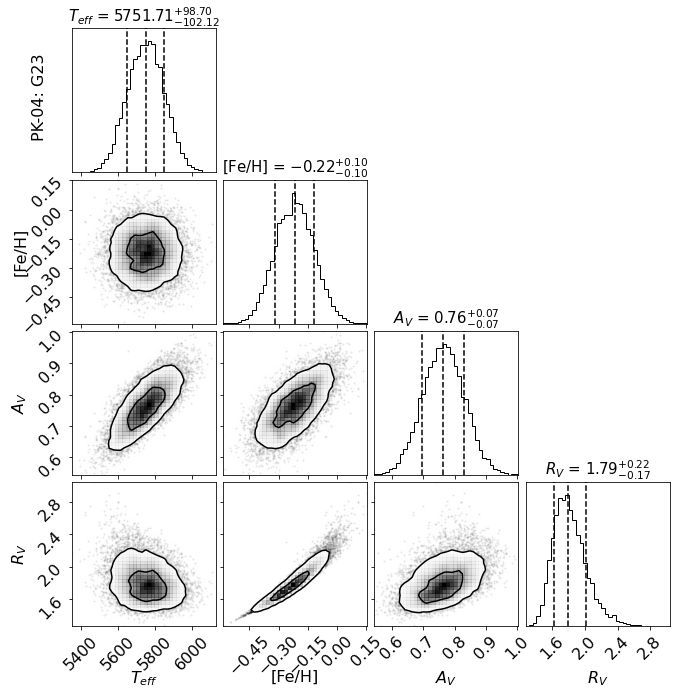 T_eff = 5751.71^{+98.70}_{−102.12}
PK-04: G23
[Fe/H] = −0.22^{+0.10}_{−0.10}
0.15
0.00
−0.15
−0.30
−0.45
[Fe/H]
A_V = 0.76^{+0.07}_{−0.07}
1.0
0.9
0.8
0.7
0.6
A_V
R_V = 1.79^{+0.22}_{−0.17}
2.8
2.4
2.0
1.6
R_V
5400 5600 5800 6000
−0.45 −0.30 −0.15 0.00 0.15
0.6 0.7 0.8 0.9 1.0
1.6 2.0 2.4 2.8
T_eff [Fe/H] A_V R_V